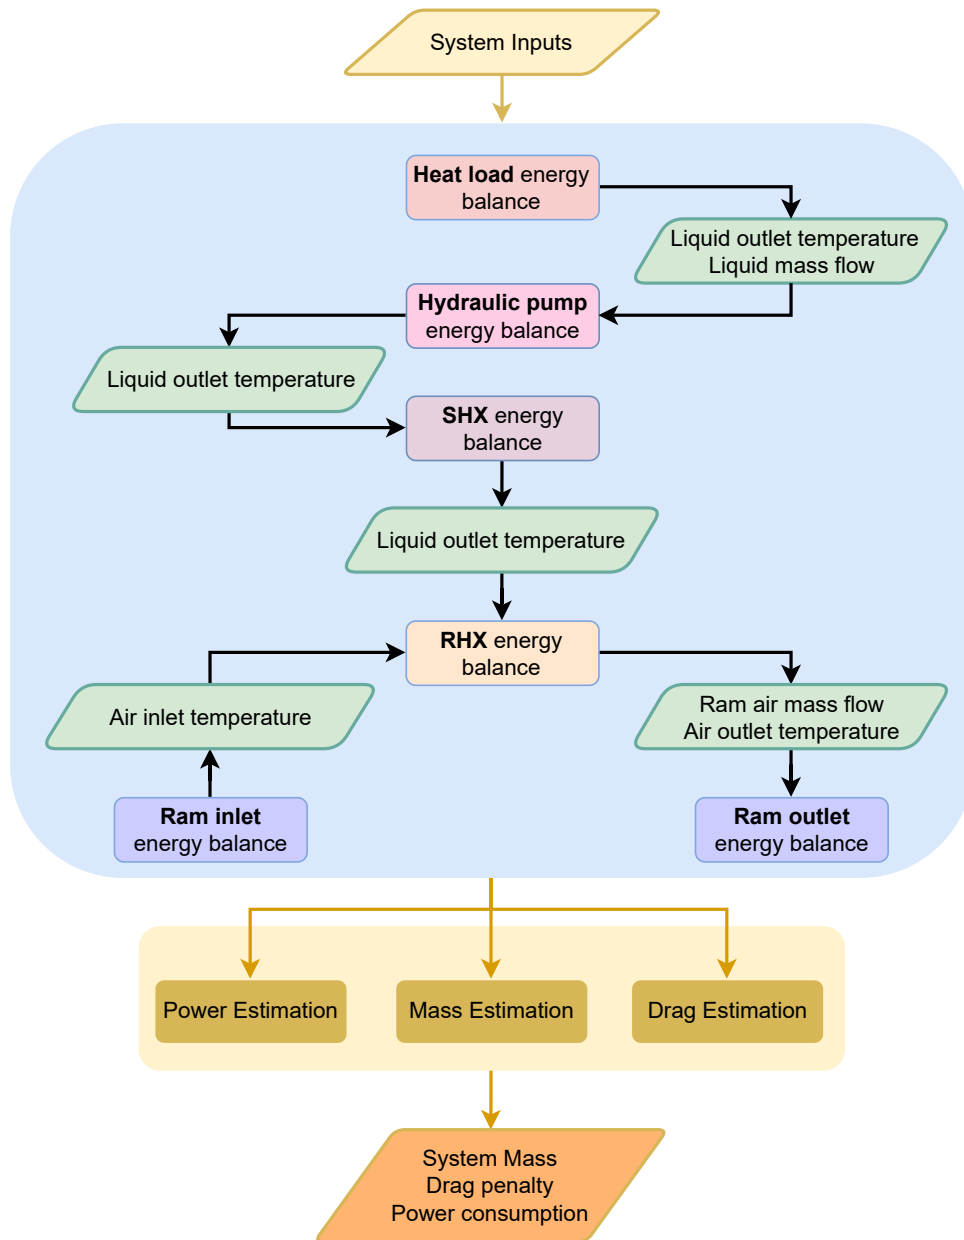 System Inputs
Heat load energy
balance
Liquid outlet temperature
Liquid mass flow
Hydraulic pump
energy balance
Liquid outlet temperature
SHX energy
balance
Liquid outlet temperature
RHX energy
balance
Air inlet temperature
Ram air mass flow
Air outlet temperature
Ram inlet
energy balance
Ram outlet
energy balance
Power Estimation
Mass Estimation
Drag Estimation
System Mass
Drag penalty
Power consumption